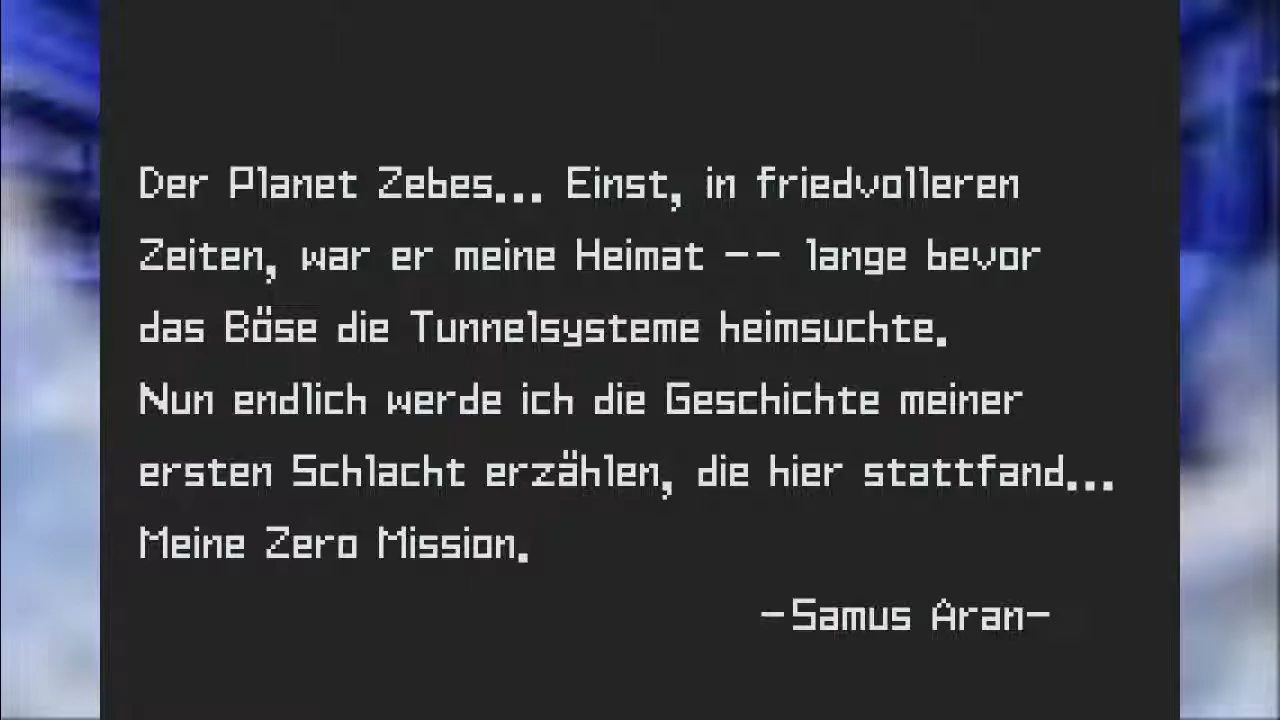 Der Planet Zebes... Einst, in friedvolleren
Zeiten, war er meine Heimat -- lange bevor
das Böse die Tunnelsysteme heimsuchte.
Nun endlich werde ich die Geschichte meiner
ersten Schlacht erzählen, die hier stattfand...
Meine Zero Mission.
-Samus Aran-